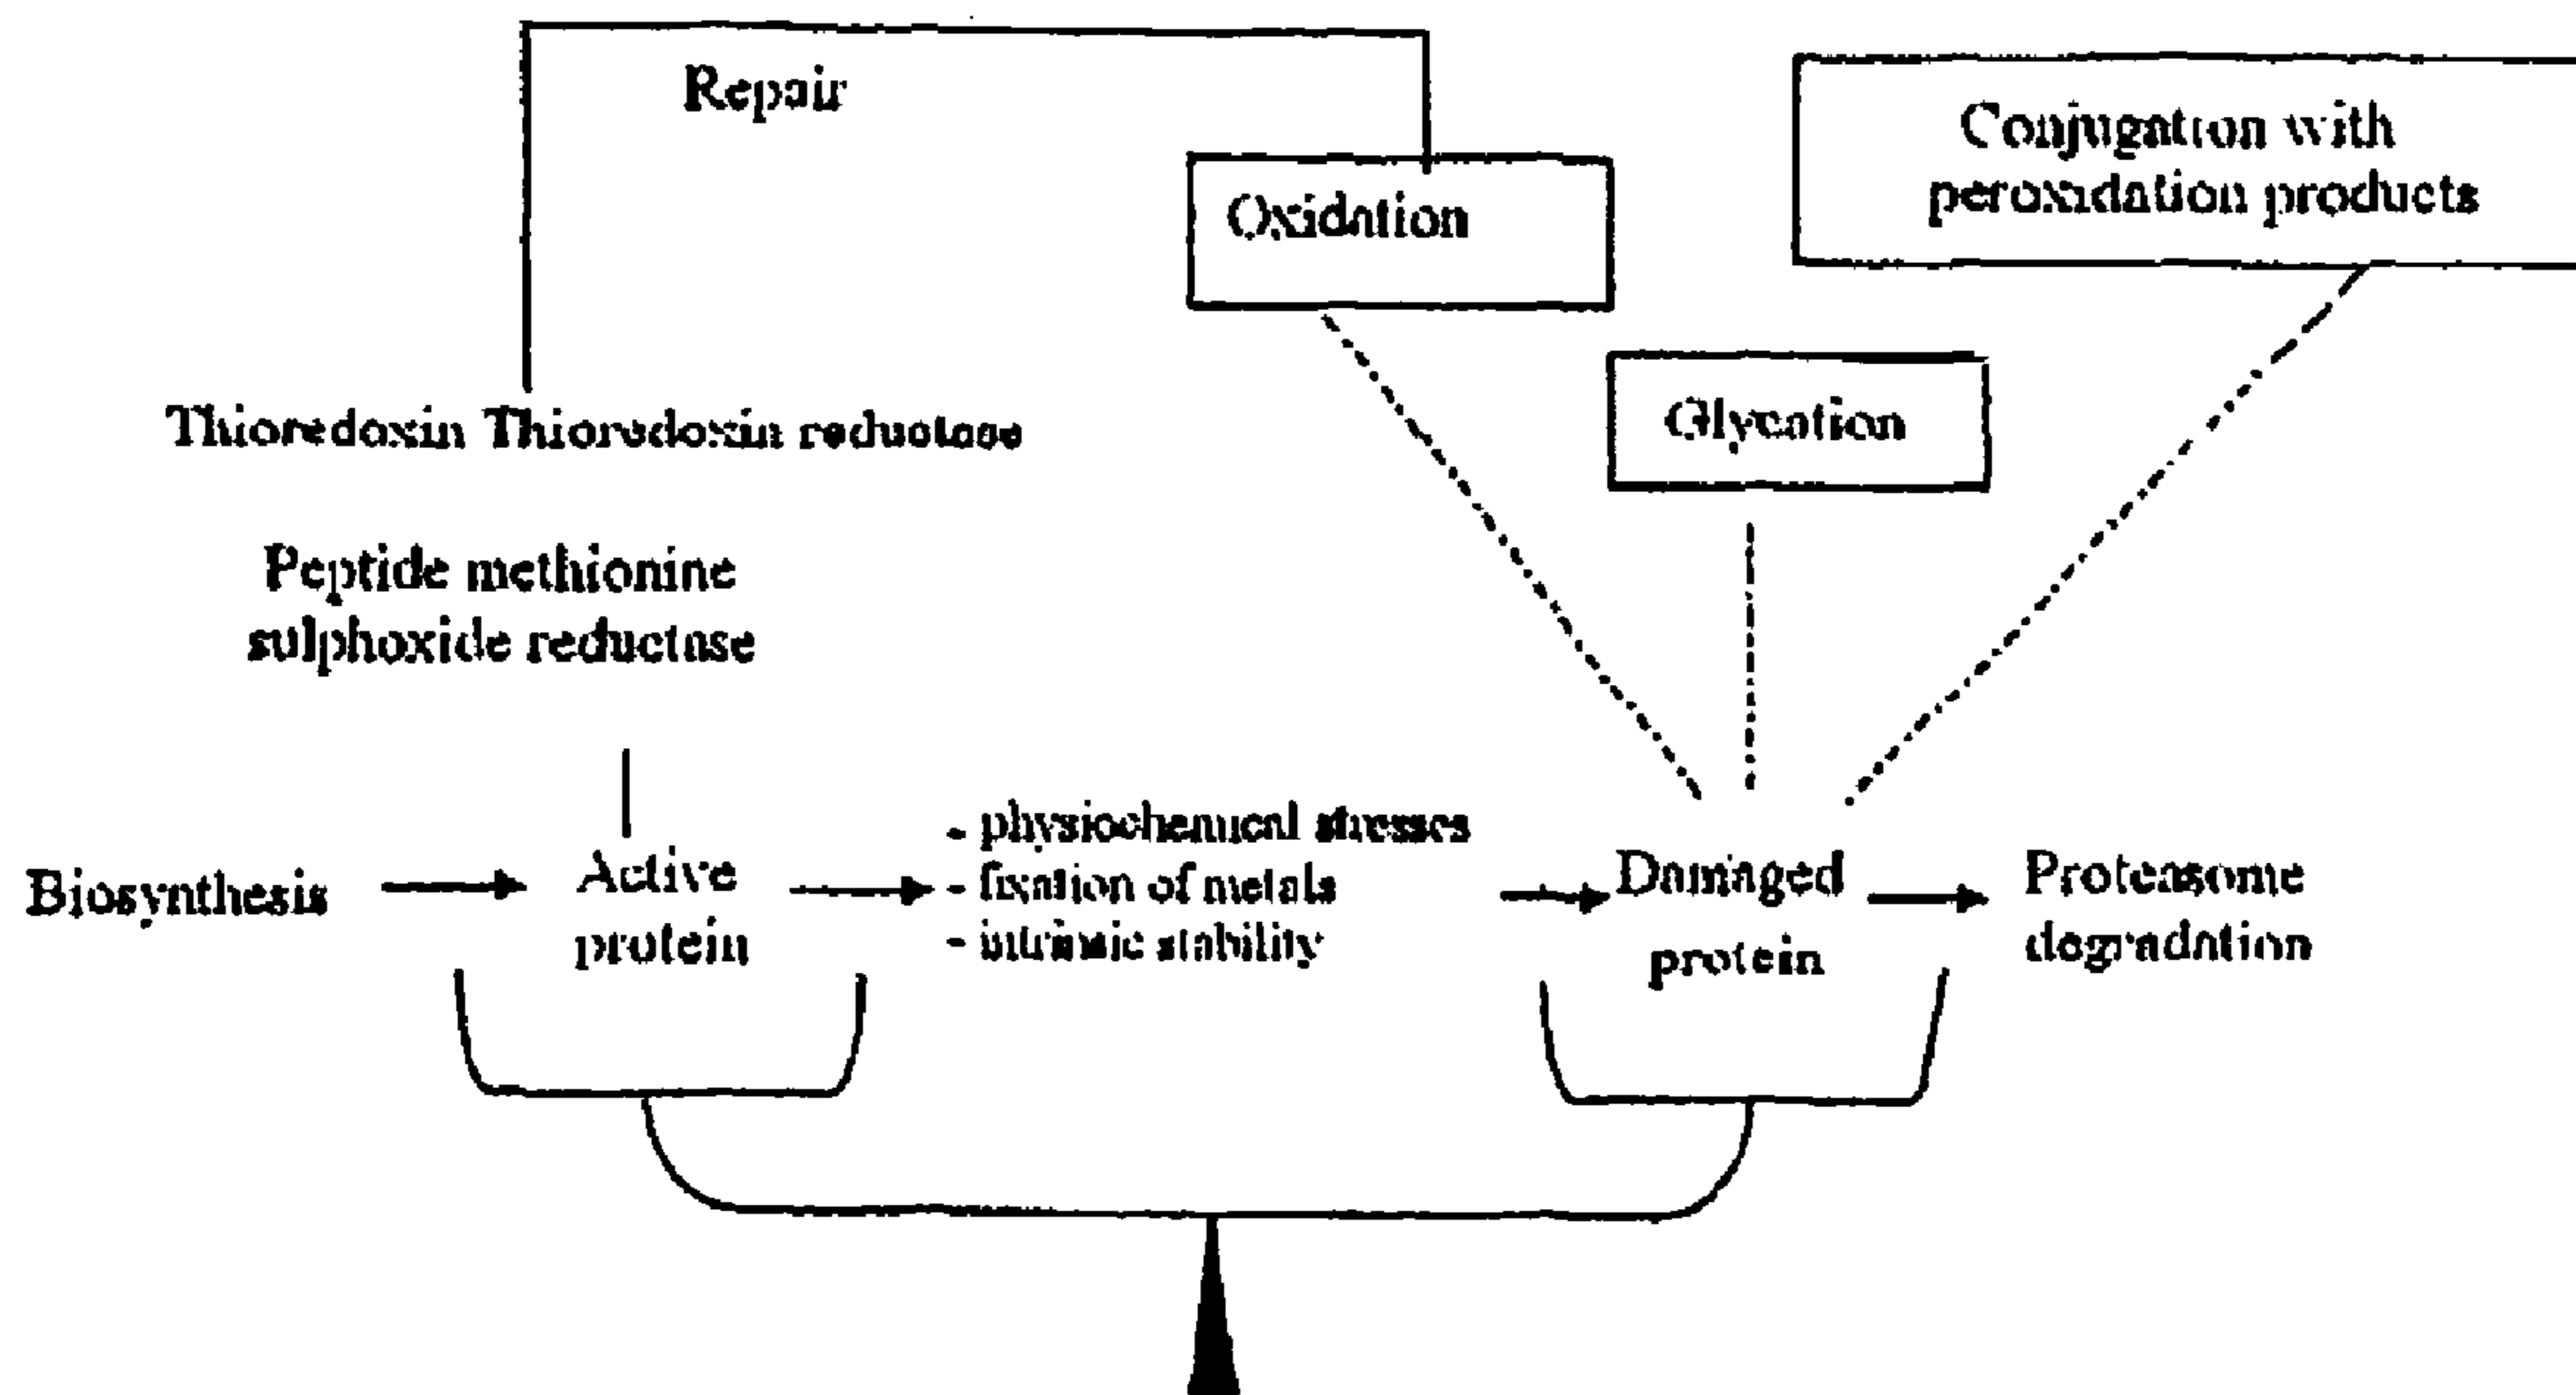 Repair
Conjugation with
peroxidation products
Oxidation
Glycation
Thioredoxin Thioredoxin reductase
Peptide methionine
sulphoxide reductase
Biosynthesis
Active
protein
- physiochemical stresses
- fixation of metals
- intrinsic stability
Damaged
protein
Proteasome
degradation